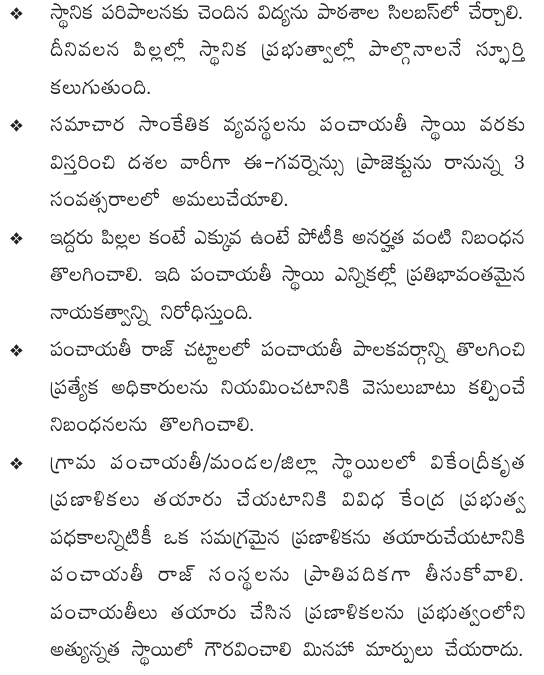 ❖ స్థానిక పరిపాలనకు చెందిన విద్యను పాఠశాల సిలబస్‌లో చేర్చాలి.
దీనివలన పిల్లల్లో స్థానిక ప్రభుత్వాల్లో పాల్గొనాలనే స్ఫూర్తి
కలుగుతుంది.
❖ సమాచార సాంకేతిక వ్యవస్థలను పంచాయతీ స్థాయి వరకు
విస్తరించి దశల వారీగా ఈ-గవర్నెన్సు ప్రాజెక్టును రానున్న 3
సంవత్సరాలలో అమలుచేయాలి.
❖ ఇద్దరు పిల్లల కంటే ఎక్కువ ఉంటే పోటీకి అనర్హత వంటి నిబంధన
తొలగించాలి. ఇది పంచాయతీ స్థాయి ఎన్నికల్లో ప్రతిభావంతమైన
నాయకత్వాన్ని నిరోధిస్తుంది.
❖ పంచాయతీ రాజ్ చట్టాలలో పంచాయతీ పాలకవర్గాన్ని తొలగించి
ప్రత్యేక అధికారులను నియమించటానికి వెసులుబాటు కల్పించే
నిబంధనలను తొలగించాలి.
❖ గ్రామ పంచాయతీ/మండల/జిల్లా స్థాయిలలో వికేంద్రీకృత
ప్రణాళికలు తయారు చేయటానికి వివిధ కేంద్ర ప్రభుత్వ
పధకాలన్నిటికీ ఒక సమగ్రమైన ప్రణాళికను తయారుచేయటానికి
పంచాయతీ రాజ్ సంస్థలను ప్రాతిపదికగా తీసుకోవాలి.
పంచాయతీలు తయారు చేసిన ప్రణాళికలను ప్రభుత్వంలోని
అత్యున్నత స్థాయిలో గౌరవించాలి మినహా మార్పులు చేయరాదు.